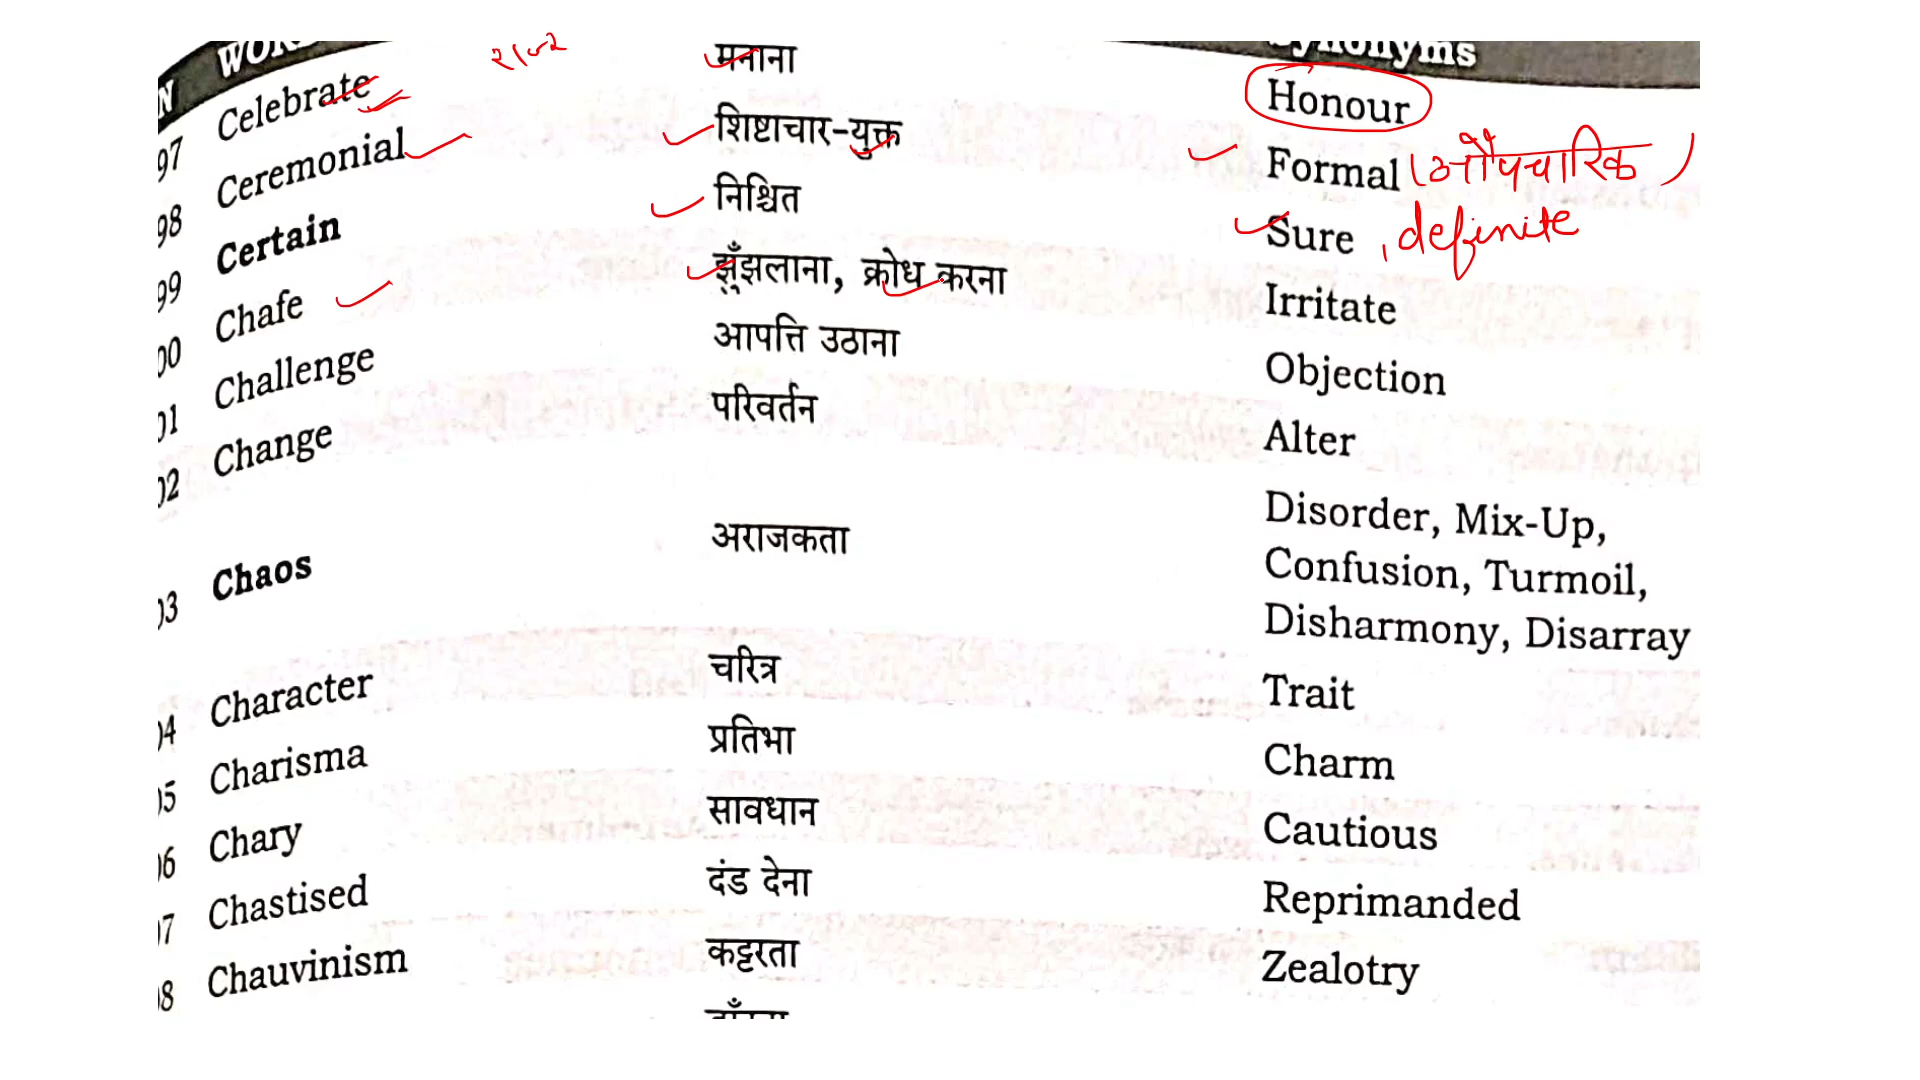 Synonyms
97 Celebrate मनाना Honour
98 Ceremonial शिष्टाचार-युक्त Formal (औपचारिक)
99 Certain निश्चित Sure, definite
00 Chafe झुँझलाना, क्रोध करना Irritate
01 Challenge आपत्ति उठाना Objection
02 Change परिवर्तन Alter
03 Chaos अराजकता Disorder, Mix-Up,
Confusion, Turmoil,
Disharmony, Disarray
04 Character चरित्र Trait
05 Charisma प्रतिभा Charm
06 Chary सावधान Cautious
07 Chastised दंड देना Reprimanded
08 Chauvinism कट्टरता Zealotry